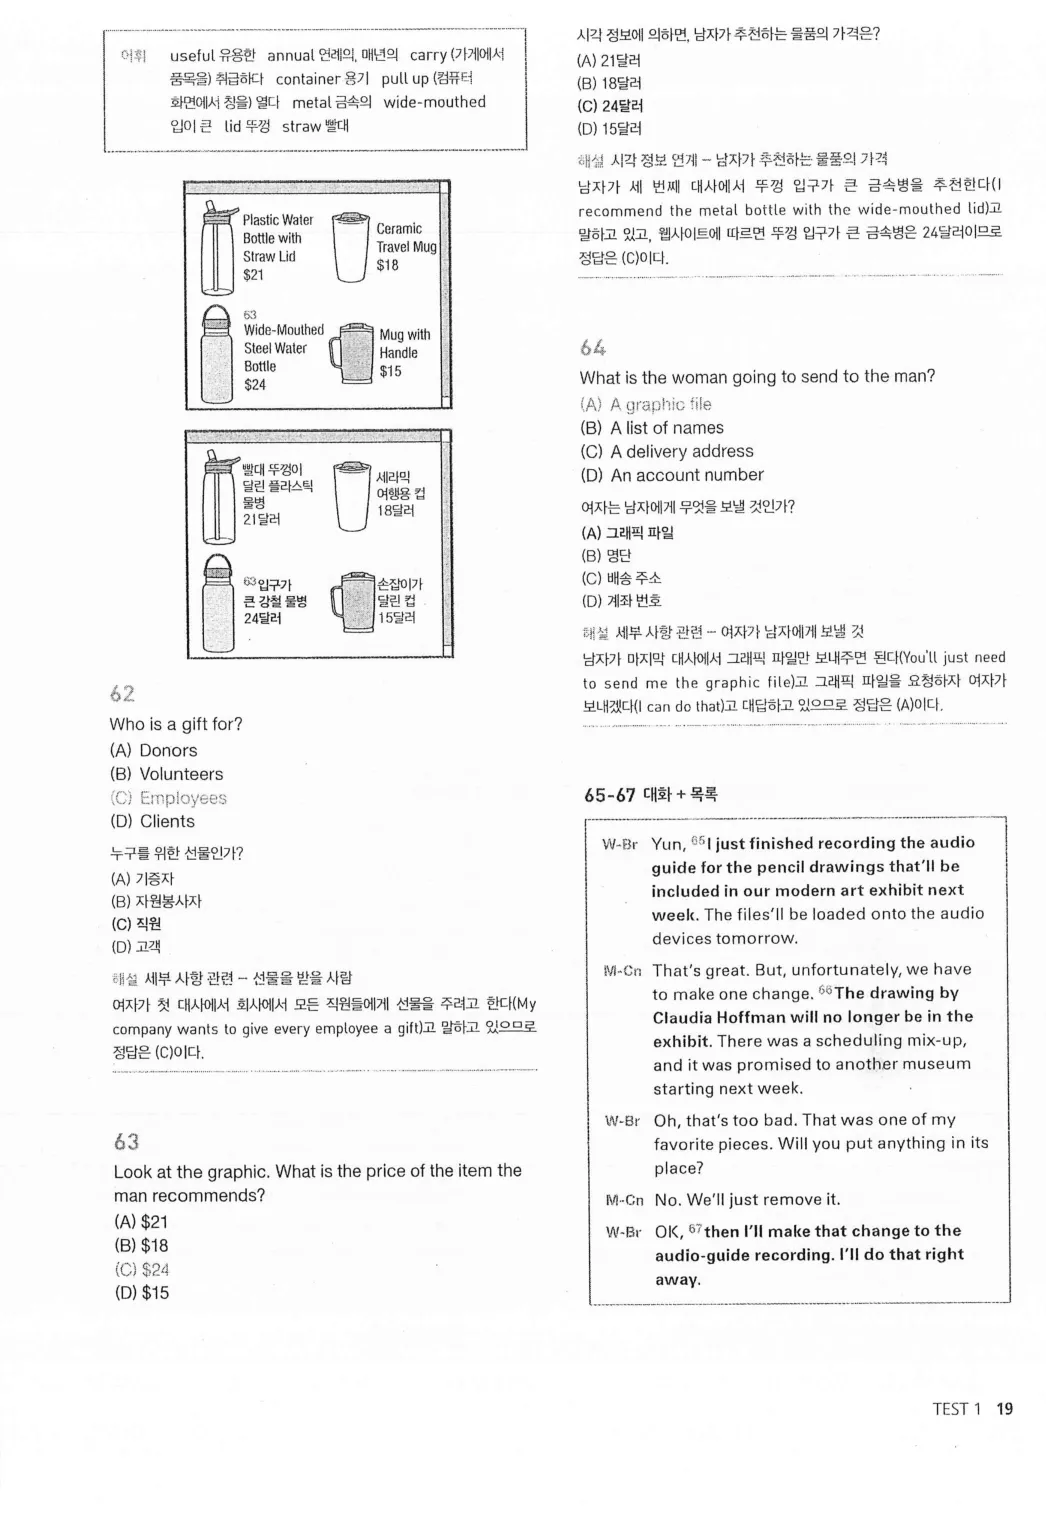 어휘 useful 유용한 annual 연례의, 매년의 carry (가게에서
품목을) 취급하다 container 용기 pull up (컴퓨터
화면에서 창을) 열다 metal 금속의 wide-mouthed
입이 큰 lid 뚜껑 straw 빨대
Plastic Water
Bottle with
Straw Lid
$21
Ceramic
Travel Mug
$18
63
Wide-Mouthed
Steel Water
Bottle
$24
Mug with
Handle
$15
빨대 뚜껑이
달린 플라스틱
물병
21달러
세라믹
여행용 컵
18달러
63 입구가
큰 강철 물병
24달러
손잡이가
달린 컵
15달러
62
Who is a gift for?
(A) Donors
(B) Volunteers
(C) Employees
(D) Clients
누구를 위한 선물인가?
(A) 기증자
(B) 자원봉사자
(C) 직원
(D) 고객
해설 세부 사항 관련 – 선물을 받을 사람
여자가 첫 대사에서 회사에서 모든 직원들에게 선물을 주려고 한다(My
company wants to give every employee a gift)고 말하고 있으므로
정답은 (C)이다.
63
Look at the graphic. What is the price of the item the
man recommends?
(A) $21
(B) $18
(C) $24
(D) $15
시각 정보에 의하면, 남자가 추천하는 물품의 가격은?
(A) 21달러
(B) 18달러
(C) 24달러
(D) 15달러
해설 시각 정보 연계 – 남자가 추천하는 물품의 가격
남자가 세 번째 대사에서 뚜껑 입구가 큰 금속병을 추천한다(I
recommend the metal bottle with the wide-mouthed lid)고
말하고 있고, 웹사이트에 따르면 뚜껑 입구가 큰 금속병은 24달러이므로
정답은 (C)이다.
64
What is the woman going to send to the man?
(A) A graphic file
(B) A list of names
(C) A delivery address
(D) An account number
여자는 남자에게 무엇을 보낼 것인가?
(A) 그래픽 파일
(B) 명단
(C) 배송 주소
(D) 계좌 번호
해설 세부 사항 관련 – 여자가 남자에게 보낼 것
남자가 마지막 대사에서 그래픽 파일만 보내주면 된다(You'll just need
to send me the graphic file)고 그래픽 파일을 요청하자 여자가
보내겠다(I can do that)고 대답하고 있으므로 정답은 (A)이다.
65-67 대화 + 목록
W-Br Yun, 65 I just finished recording the audio
guide for the pencil drawings that'll be
included in our modern art exhibit next
week. The files'll be loaded onto the audio
devices tomorrow.
M-Cn That's great. But, unfortunately, we have
to make one change. 66 The drawing by
Claudia Hoffman will no longer be in the
exhibit. There was a scheduling mix-up,
and it was promised to another museum
starting next week.
W-Br Oh, that's too bad. That was one of my
favorite pieces. Will you put anything in its
place?
M-Cn No. We'll just remove it.
W-Br OK, 67 then I'll make that change to the
audio-guide recording. I'll do that right
away.
TEST 1 19